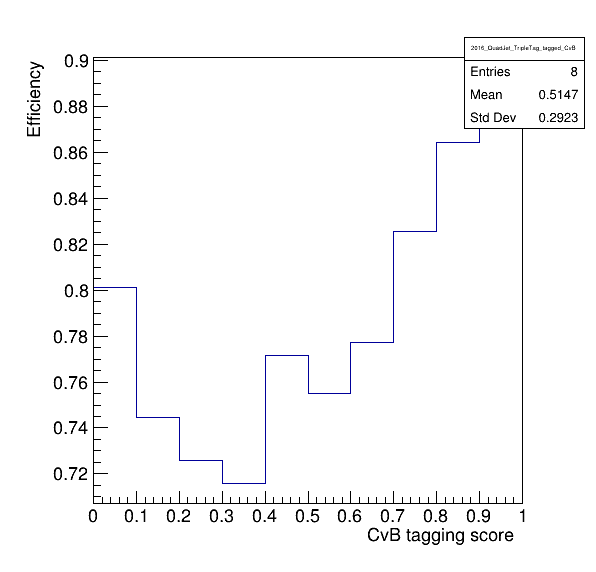 2016_QuadJet_TripleTag_tagged_CvB
Entries 8
Mean 0.5147
Std Dev 0.2923
Efficiency
0.9
0.88
0.86
0.84
0.82
0.8
0.78
0.76
0.74
0.72
0 0.1 0.2 0.3 0.4 0.5 0.6 0.7 0.8 0.9 1
CvB tagging score